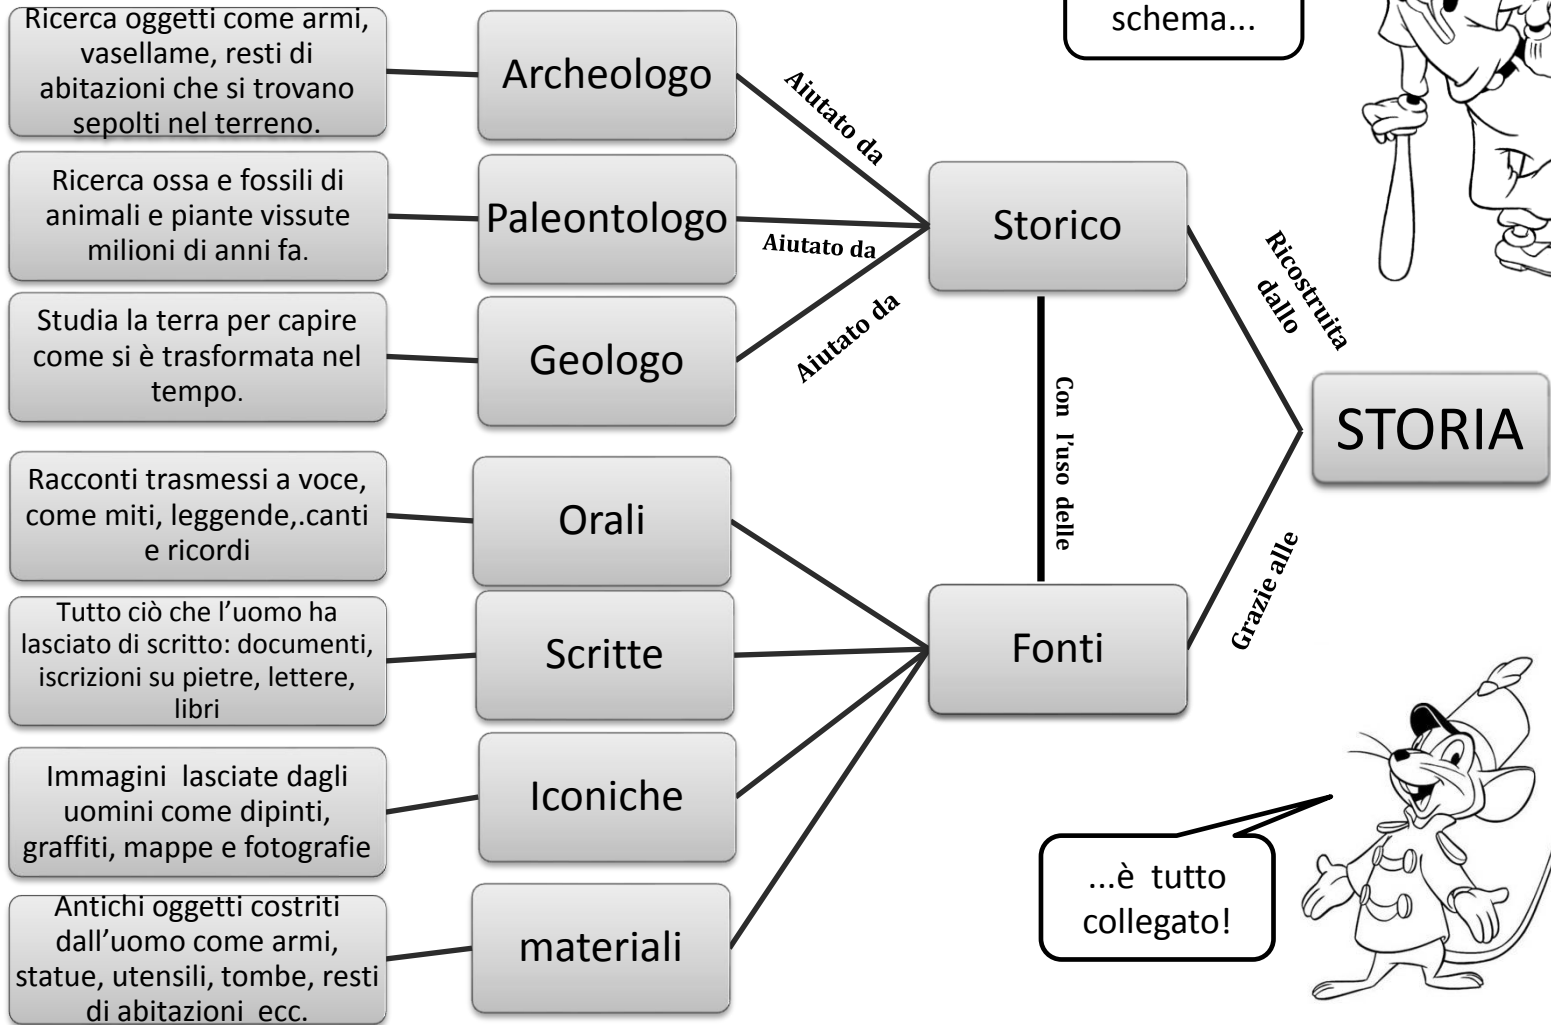 Ricerca oggetti come armi,
vasellame, resti di
abitazioni che si trovano
sepolti nel terreno.
Archeologo
Aiutato da
schema...
Ricerca ossa e fossili di
animali e piante vissute
milioni di anni fa.
Paleontologo
Aiutato da
Storico
Ricostruita
dallo
Studia la terra per capire
come si è trasformata nel
tempo.
Geologo
Aiutato da
Con l'uso delle
STORIA
Racconti trasmessi a voce,
come miti, leggende,.canti
e ricordi
Orali
Tutto ciò che l'uomo ha
lasciato di scritto: documenti,
iscrizioni su pietre, lettere,
libri
Scritte
Fonti
Grazie alle
Immagini  lasciate dagli
uomini come dipinti,
graffiti, mappe e fotografie
Iconiche
Antichi oggetti costriti
dall'uomo come armi,
statue, utensili, tombe, resti
di abitazioni  ecc.
materiali
...è  tutto
collegato!